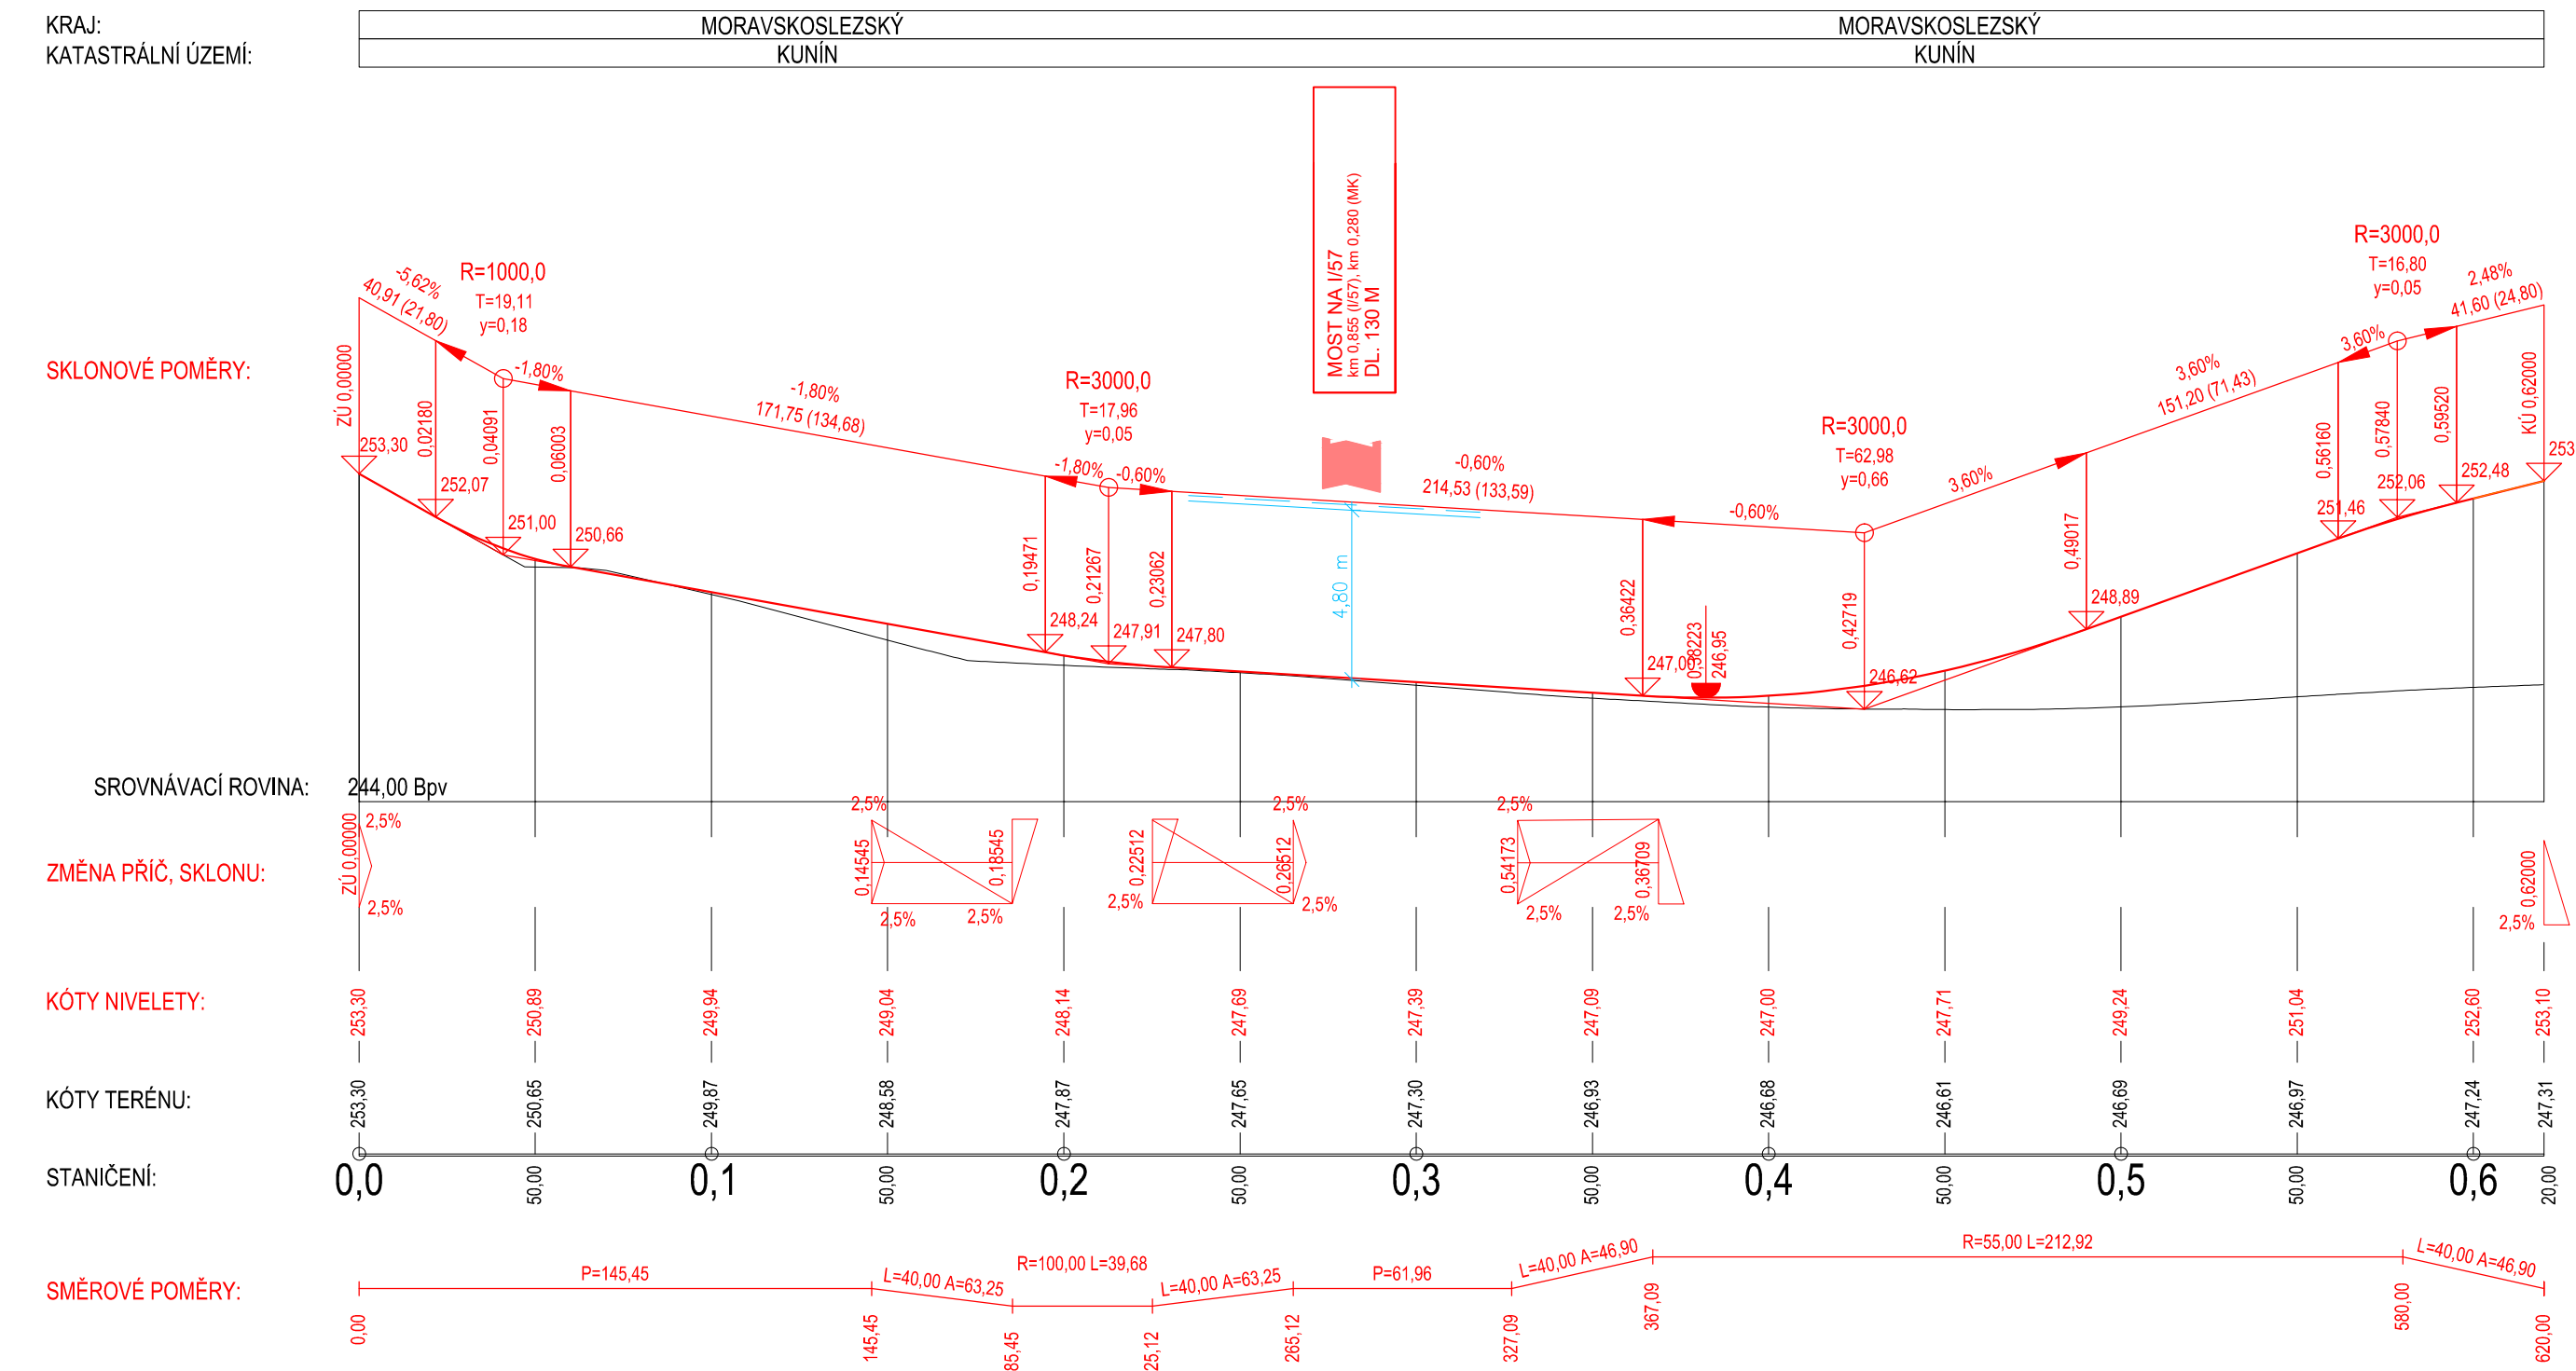 KRAJ:
MORAVSKOSLEZSKÝ
MORAVSKOSLEZSKÝ
KATASTRÁLNÍ ÚZEMÍ:
KUNÍN
KUNÍN
MOST NA I/57
km 0,855 (I/57), km 0,280 (MK)
DL. 130 M
SKLONOVÉ POMĚRY:
ZÚ 0,00000
253,30
-5,62%
40,91 (21,80)
0,02180
252,07
R=1000,0
T=19,11
y=0,18
0,04091
251,00
-1,80%
0,06003
250,66
-1,80%
171,75 (134,68)
0,19471
248,24
-1,80%
R=3000,0
T=17,96
y=0,05
0,21267
247,91
-0,60%
0,23062
247,80
4,80 m
-0,60%
214,53 (133,59)
0,36422
247,00
0,38223
246,95
-0,60%
R=3000,0
T=62,98
y=0,66
0,42719
246,62
3,60%
0,49017
248,89
3,60%
151,20 (71,43)
0,56160
251,46
3,60%
R=3000,0
T=16,80
y=0,05
0,57840
252,06
0,59520
252,48
2,48%
41,60 (24,80)
KÚ 0,62000
253
SROVNÁVACÍ ROVINA:
244,00 Bpv
ZMĚNA PŘÍČ, SKLONU:
ZÚ 0,00000
2,5%
2,5%
2,5%
0,14545
2,5%
0,18545
2,5%
0,22512
2,5%
2,5%
0,26512
2,5%
2,5%
0,54173
2,5%
0,36709
2,5%
0,62000
2,5%
KÓTY NIVELETY:
253,30
250,89
249,94
249,04
248,14
247,69
247,39
247,09
247,00
247,71
249,24
251,04
252,60
253,10
KÓTY TERÉNU:
253,30
250,65
249,87
248,58
247,87
247,65
247,30
246,93
246,68
246,61
246,69
246,97
247,24
247,31
STANIČENÍ:
0,0
50,00
0,1
50,00
0,2
50,00
0,3
50,00
0,4
50,00
0,5
50,00
0,6
20,00
SMĚROVÉ POMĚRY:
P=145,45
L=40,00 A=63,25
R=100,00 L=39,68
L=40,00 A=63,25
P=61,96
L=40,00 A=46,90
R=55,00 L=212,92
L=40,00 A=46,90
0,00
145,45
85,45
25,12
265,12
327,09
367,09
580,00
620,00